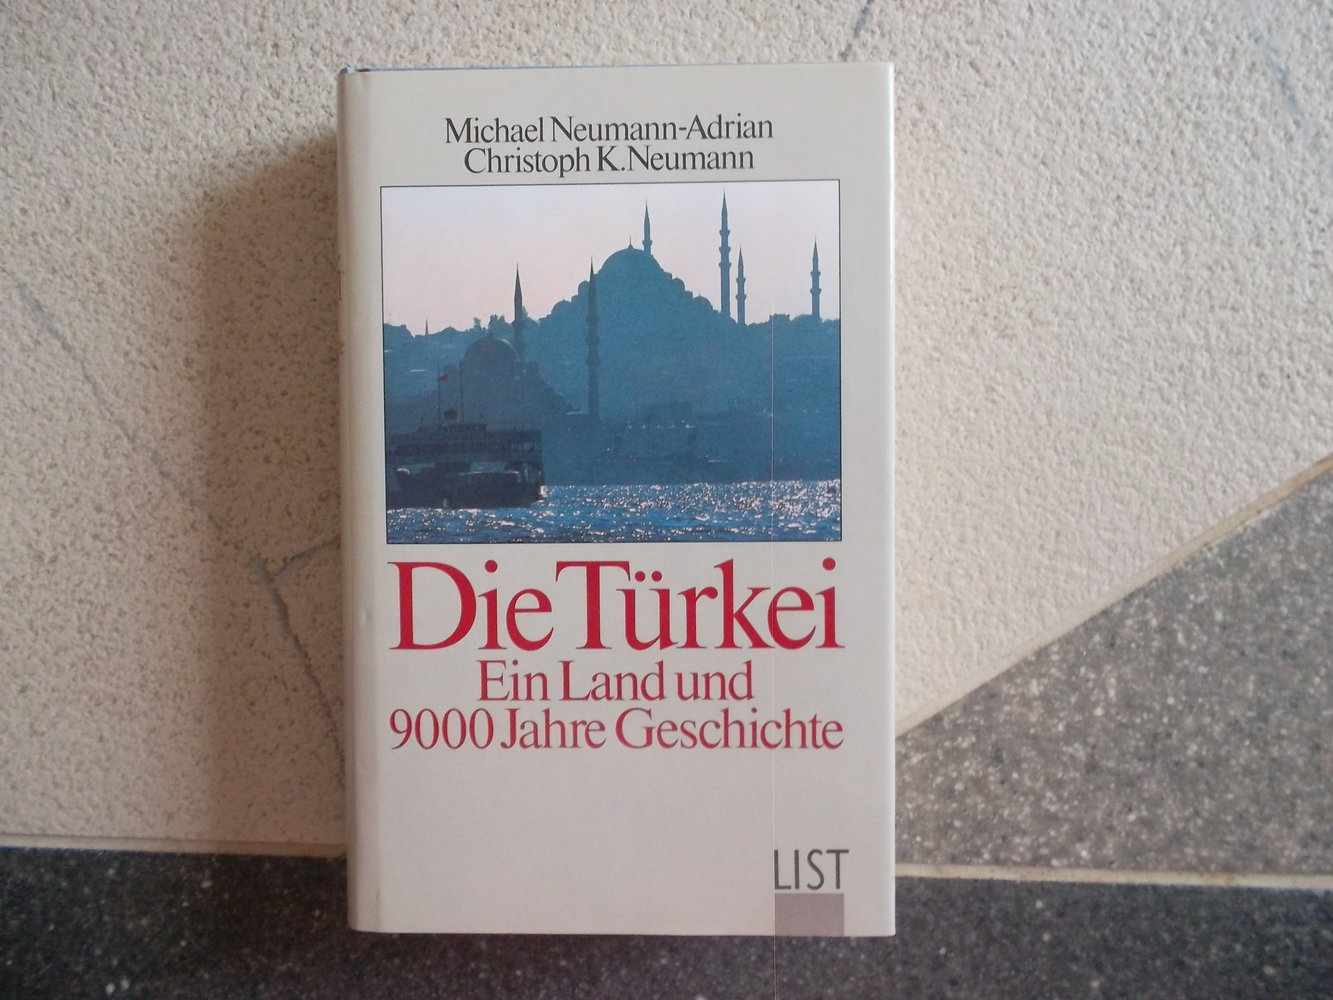 Michael Neumann-Adrian
Christoph K. Neumann
Die Türkei
Ein Land und
9000 Jahre Geschichte
LIST